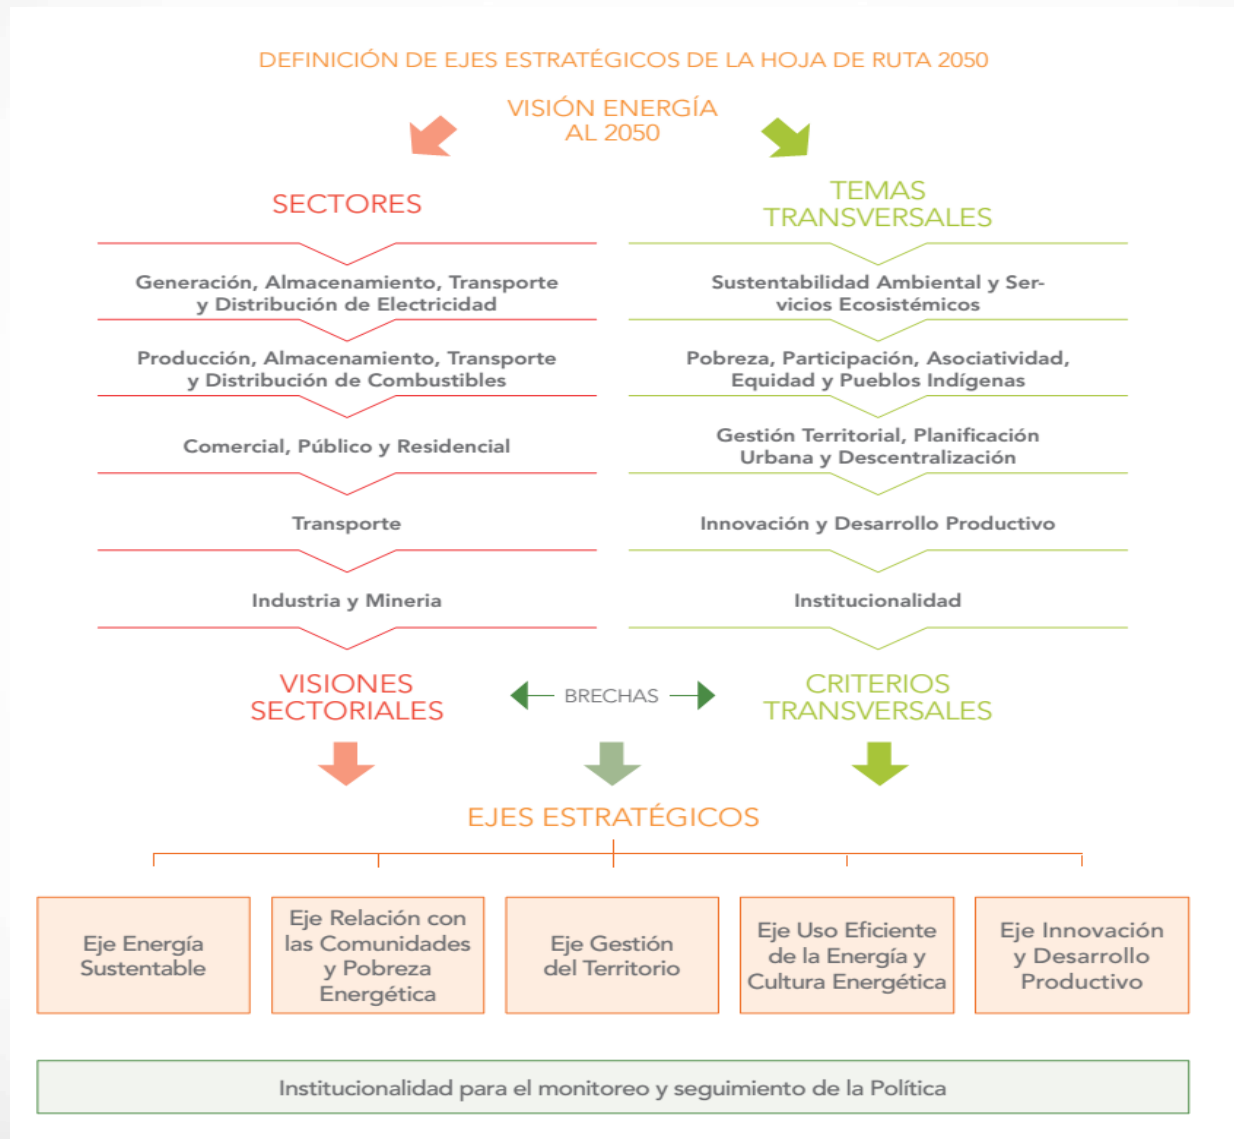 DEFINICIÓN DE EJES ESTRATÉGICOS DE LA HOJA DE RUTA 2050
VISIÓN ENERGÍA
AL 2050
SECTORES
Generación, Almacenamiento, Transporte
y Distribución de Electricidad
Producción, Almacenamiento, Transporte
y Distribución de Combustibles
Comercial, Público y Residencial
Transporte
Industria y Mineria
VISIONES
SECTORIALES
TEMAS
TRANSVERSALES
Sustentabilidad Ambiental y Ser-
vicios Ecosistémicos
Pobreza, Participación, Asociatividad,
Equidad y Pueblos Indígenas
Gestión Territorial, Planificación
Urbana y Descentralización
Innovación y Desarrollo Productivo
Institucionalidad
CRITERIOS
TRANSVERSALES
BRECHAS
EJES ESTRATÉGICOS
Eje Energía
Sustentable
Eje Relación con
las Comunidades
y Pobreza
Energética
Eje Gestión
del Territorio
Eje Uso Eficiente
de la Energía y
Cultura Energética
Eje Innovación
y Desarrollo
Productivo
Institucionalidad para el monitoreo y seguimiento de la Política